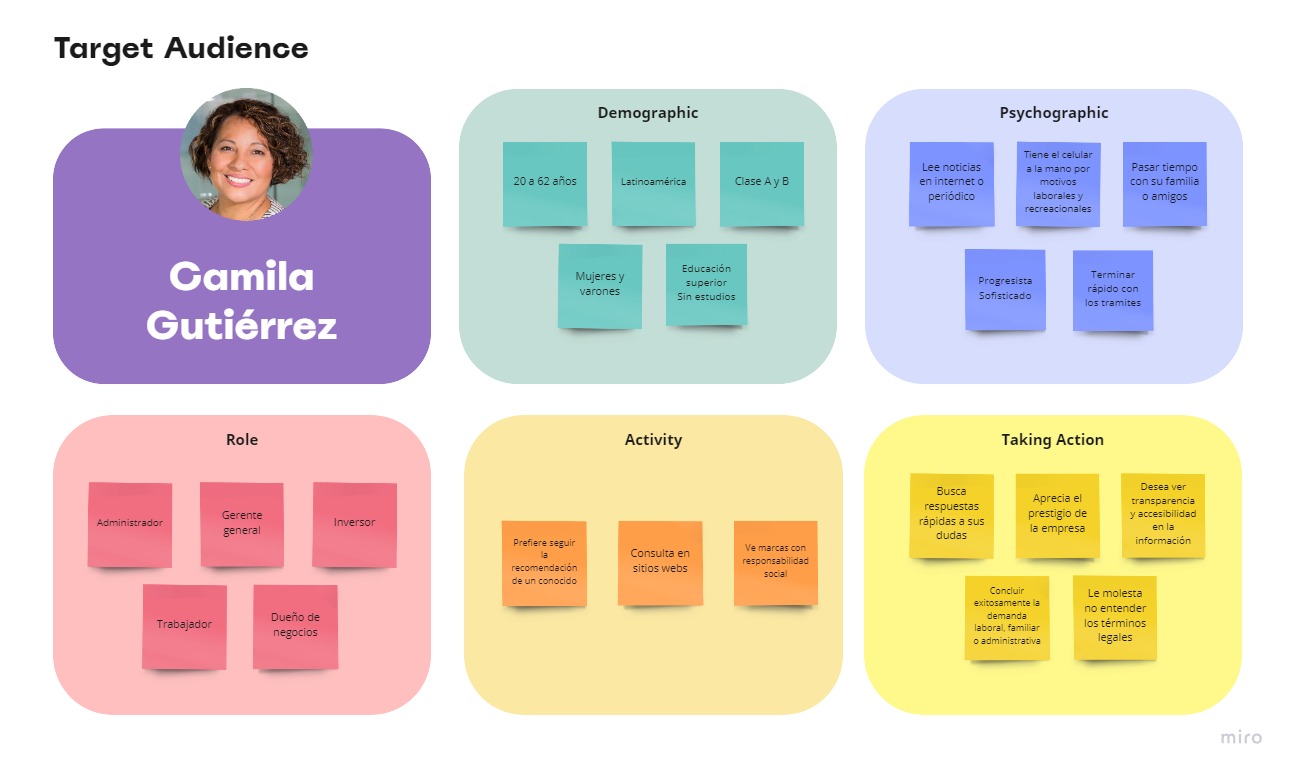 Target Audience
Camila
Gutiérrez
Demographic
20 a 62 años
Latinoamérica
Clase A y B
Mujeres y
varones
Educación
superior
Sin estudios
Psychographic
Lee noticias
en internet o
periódico
Tiene el celular
a la mano por
motivos
laborales y
recreacionales
Pasar tiempo
con su familia
o amigos
Progresista
Sofisticado
Terminar
rápido con
los tramites
Role
Administrador
Gerente
general
Inversor
Trabajador
Dueño de
negocios
Activity
Prefiere seguir
la
recomendación
de un conocido
Consulta en
sitios webs
Ve marcas con
responsabilidad
social
Taking Action
Busca
respuestas
rápidas a sus
dudas
Aprecia el
prestigio de
la empresa
Desea ver
transparencia
y accesibilidad
en la
información
Concluir
exitosamente la
demanda
laboral, familiar
o administrativa
Le molesta
no entender
los términos
legales
miro